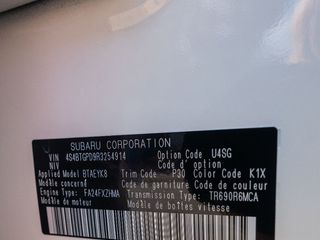 SUBARU CORPORATION
VIN 4S4BTGPD9R3254914 Option Code U4SG
NIV Code d' option
Applied Model BTAEYK8 Trim Code P30 Color Code K1X
Modèle concerné Code de garniture Code de couleur
Engine Type: FA24FXZHMA Transmission Type: TR690R6MCA
Modèle de moteur Modèle de boîtes vitesse